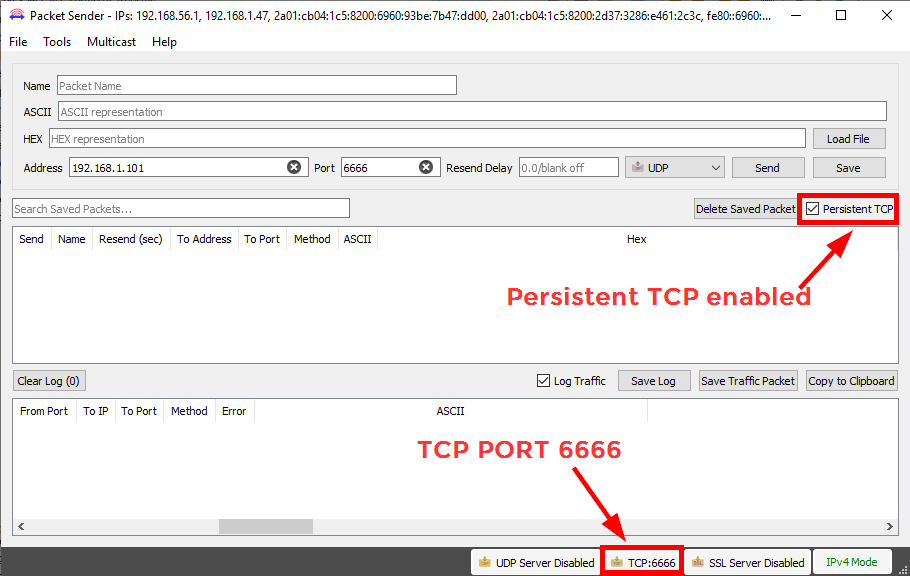 Packet Sender - IPs: 192.168.56.1, 192.168.1.47, 2a01:cb04:1c5:8200:6960:93be:7b47:dd00, 2a01:cb04:1c5:8200:2d37:3286:e461:2c3c, fe80::6960:...
File Tools Multicast Help
Name Packet Name
ASCII ASCII representation
HEX HEX representation Load File
Address 192.168.1.101 Port 6666 Resend Delay 0.0/blank off UDP Send Save
Search Saved Packets... Delete Saved Packet Persistent TCP
Send Name Resend (sec) To Address To Port Method ASCII Hex
Persistent TCP enabled
Clear Log (0) Log Traffic Save Log Save Traffic Packet Copy to Clipboard
From Port To IP To Port Method Error ASCII
TCP PORT 6666
UDP Server Disabled TCP:6666 SSL Server Disabled IPv4 Mode